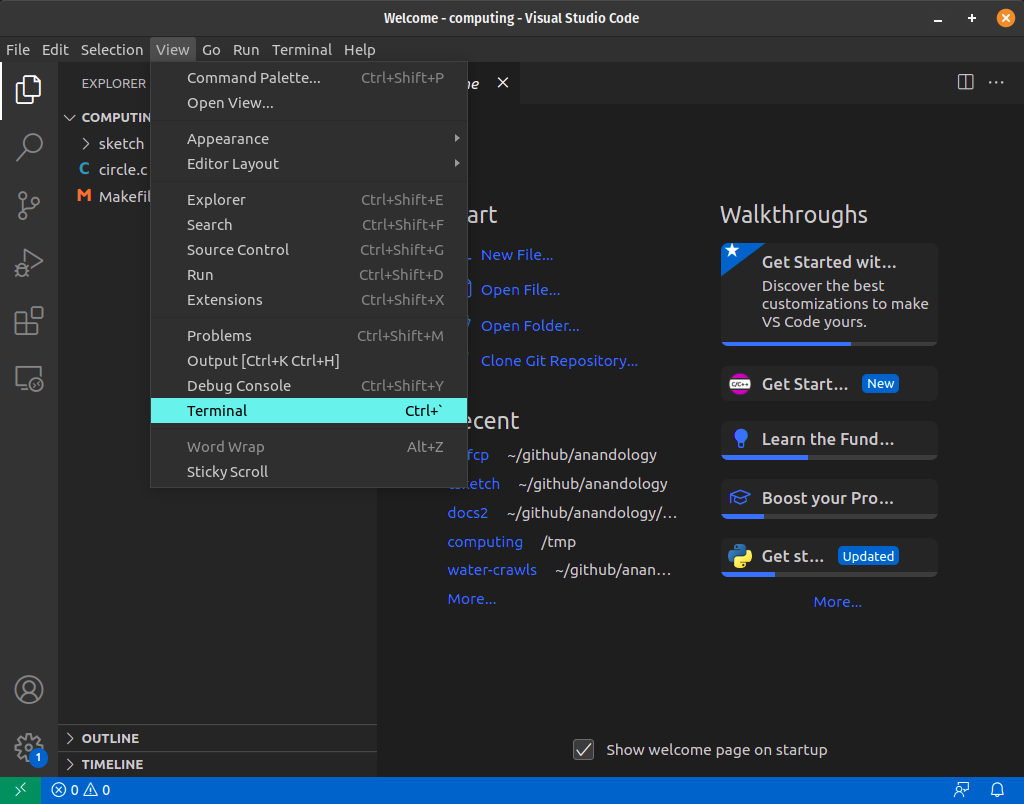 Welcome - computing - Visual Studio Code
File Edit Selection View Go Run Terminal Help
EXPLORER
Command Palette... Ctrl+Shift+P
Open View...
Appearance
Editor Layout
Explorer Ctrl+Shift+E
Search Ctrl+Shift+F
Source Control Ctrl+Shift+G
Run Ctrl+Shift+D
Extensions Ctrl+Shift+X
Problems Ctrl+Shift+M
Output [Ctrl+K Ctrl+H]
Debug Console Ctrl+Shift+Y
Terminal Ctrl+`
Word Wrap Alt+Z
Sticky Scroll
COMPUTIN
sketch
C circle.c
M Makefil
OUTLINE
TIMELINE
art
New File...
Open File...
Open Folder...
Clone Git Repository...
ecent
fcp ~/github/anandology
sketch ~/github/anandology
docs2 ~/github/anandology/...
computing /tmp
water-crawls ~/github/anan...
More...
Walkthroughs
Get Started wit...
Discover the best
customizations to make
VS Code yours.
C/C++ Get Start... New
Learn the Fund...
Boost your Pro...
Get st... Updated
More...
Show welcome page on startup
1
0 0